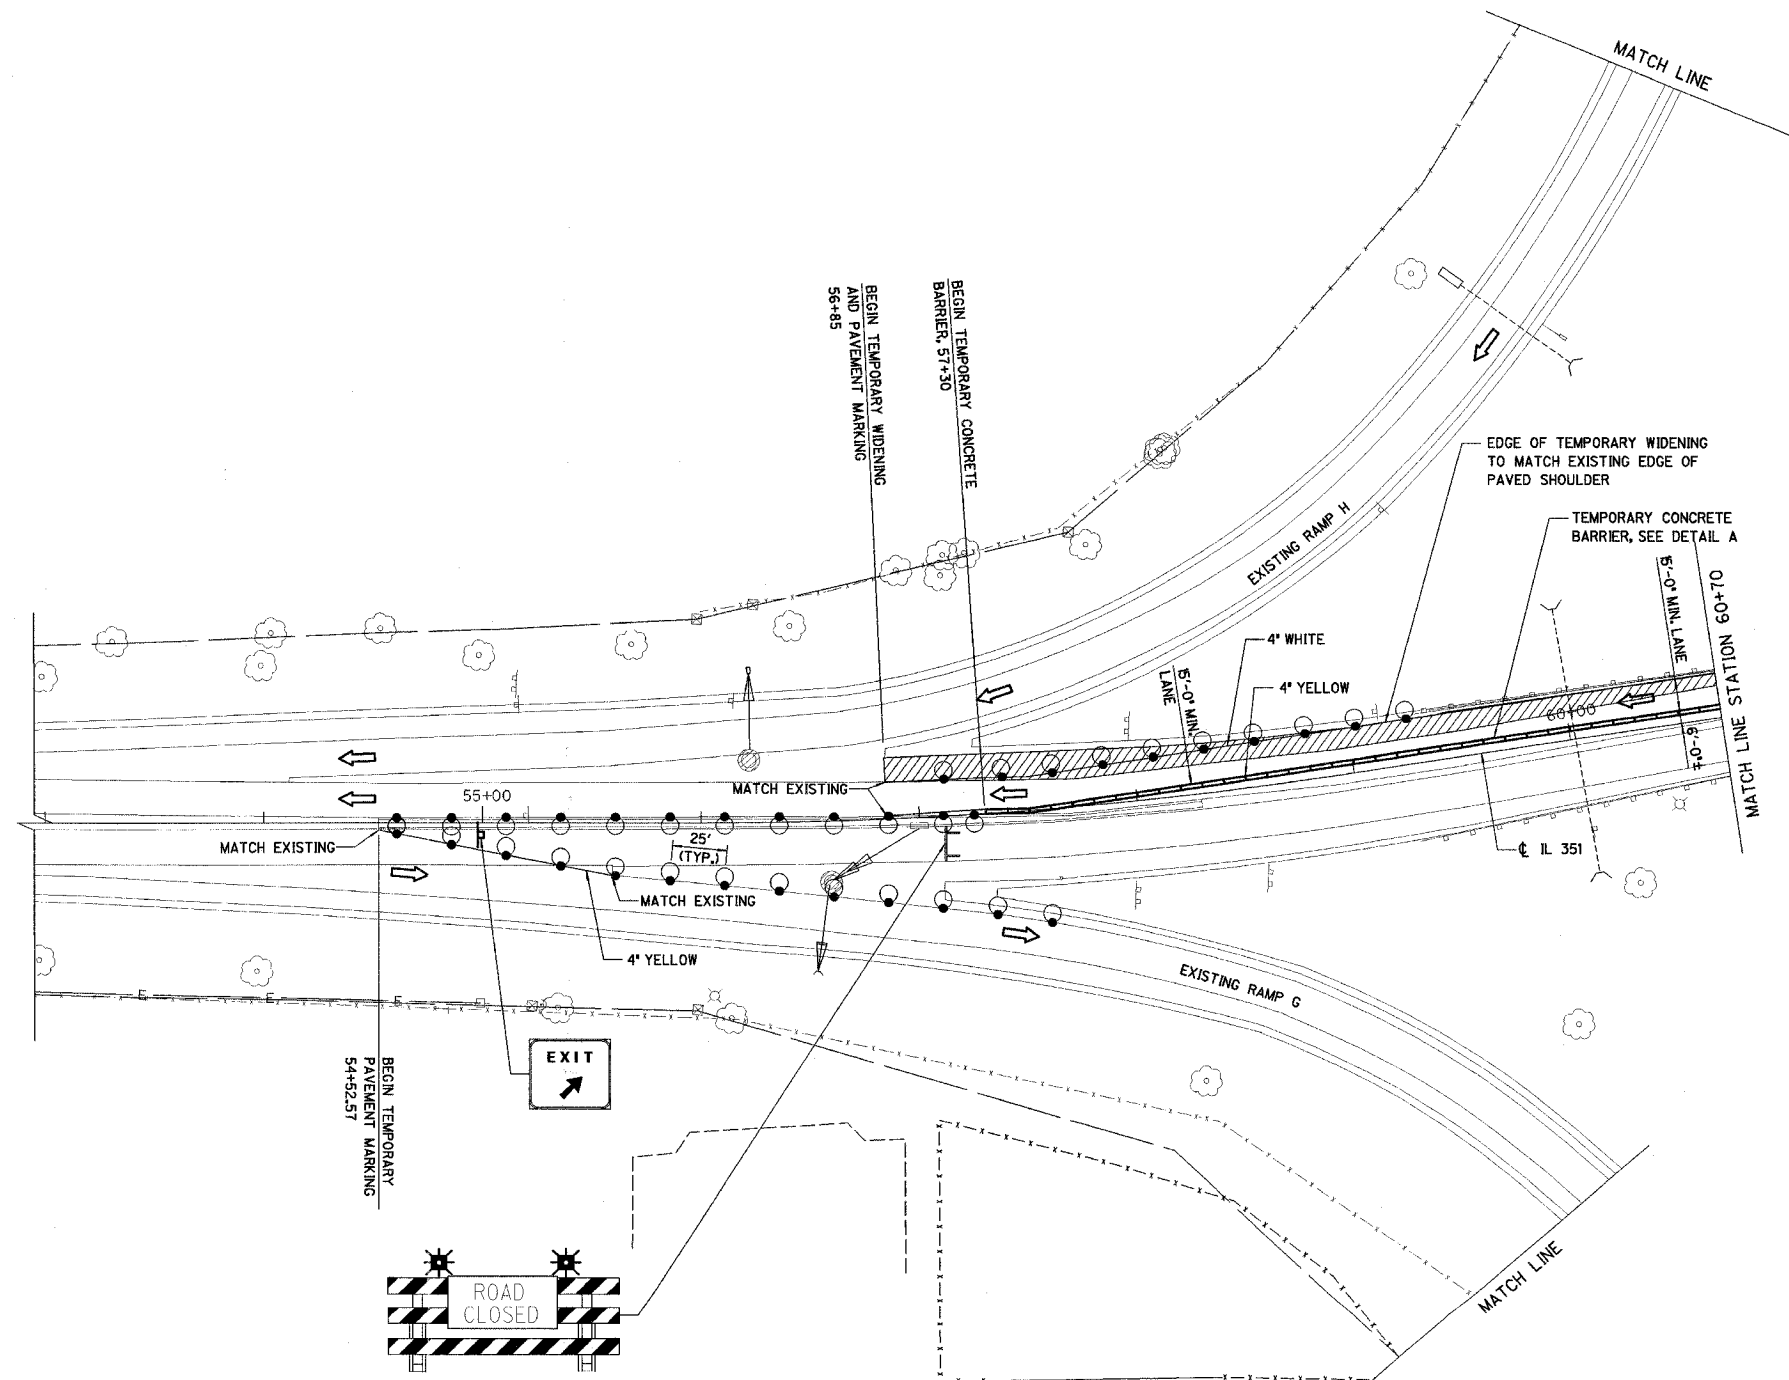 MATCH LINE
BEGIN TEMPORARY WIDENING
AND PAVEMENT MARKING
56+85
BEGIN TEMPORARY CONCRETE
BARRIER, 57+30
EDGE OF TEMPORARY WIDENING
TO MATCH EXISTING EDGE OF
PAVED SHOULDER
EXISTING RAMP H
TEMPORARY CONCRETE
BARRIER, SEE DETAIL A
15'-0" MIN. LANE
MATCH LINE STATION 60+70
4" WHITE
15'-0" MIN.
LANE
4" YELLOW
60+00
9'-0"±
MATCH EXISTING
55+00
MATCH EXISTING
25'
(TYP.)
℄ IL 351
MATCH EXISTING
4" YELLOW
EXISTING RAMP G
E E E
EXIT
BEGIN TEMPORARY
PAVEMENT MARKING
54+52.57
ROAD
CLOSED
MATCH LINE